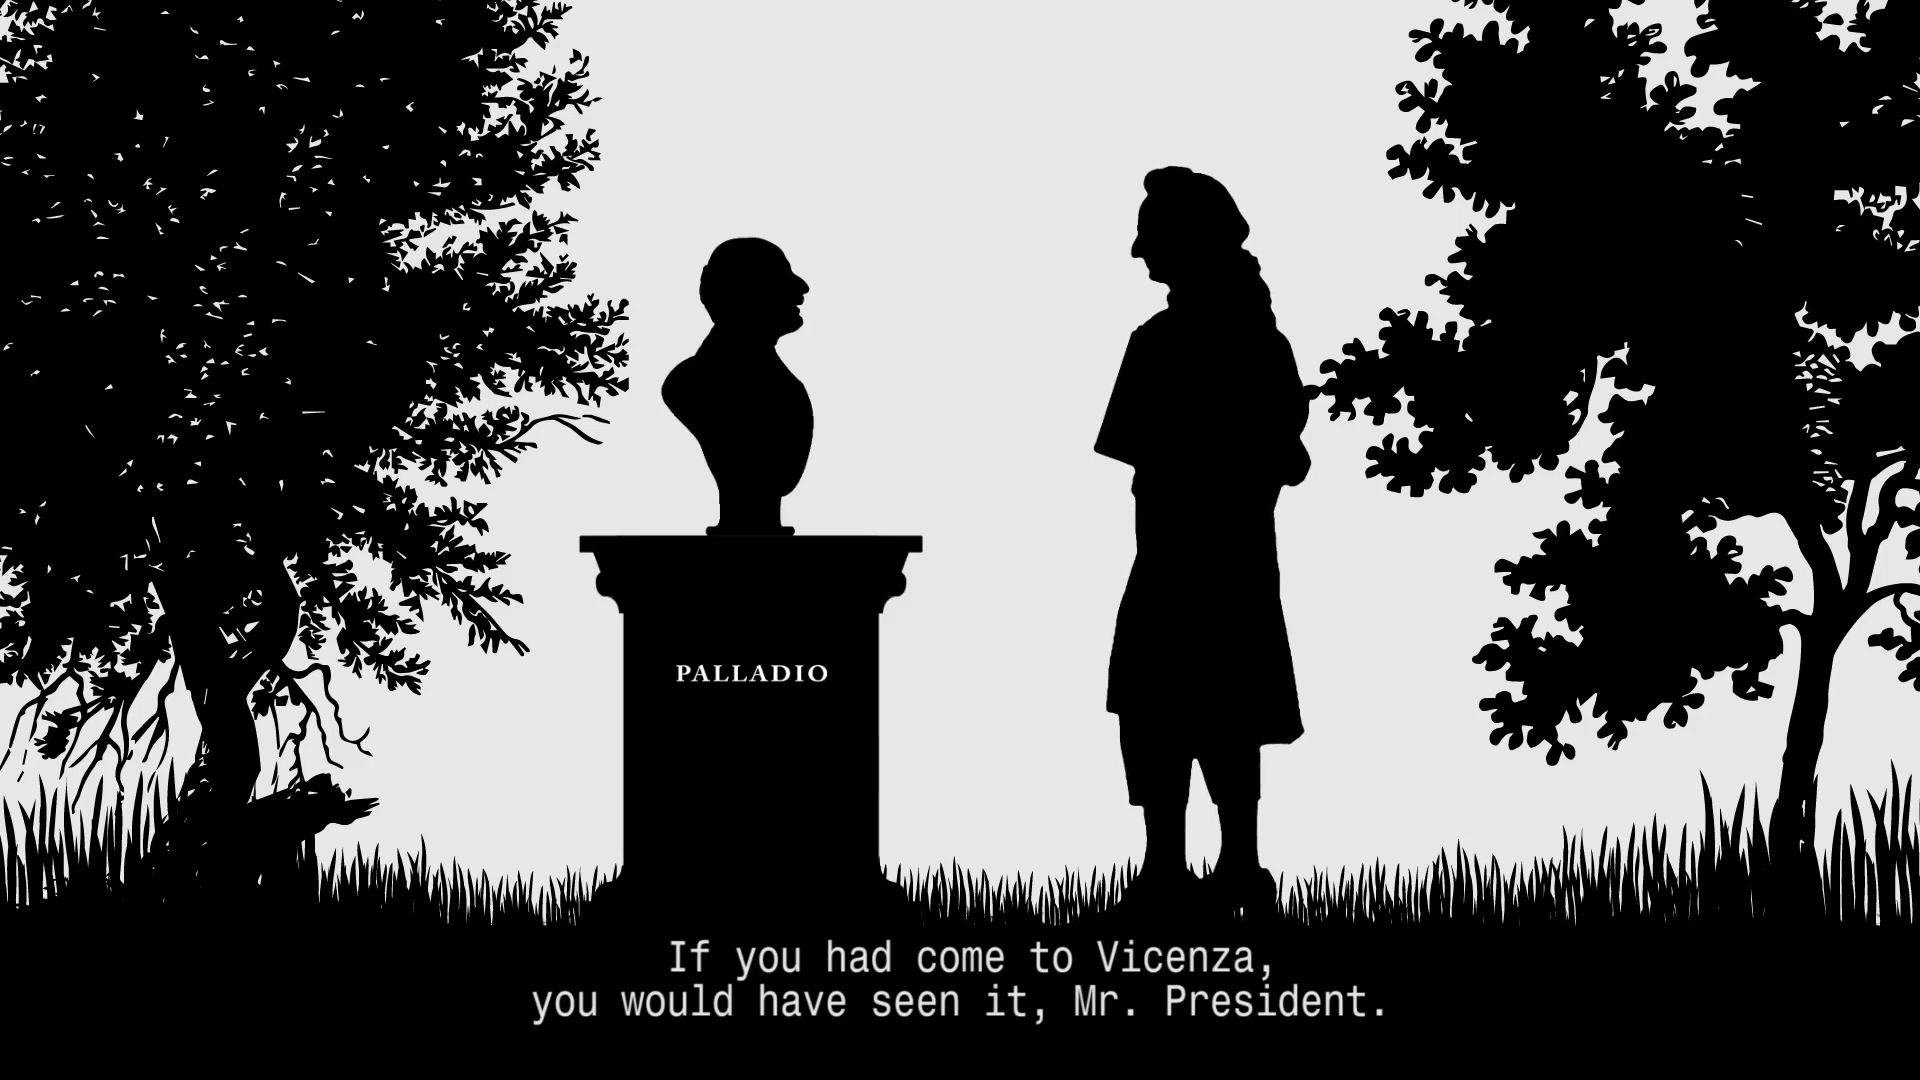 PALLADIO
If you had come to Vicenza,
you would have seen it, Mr. President.